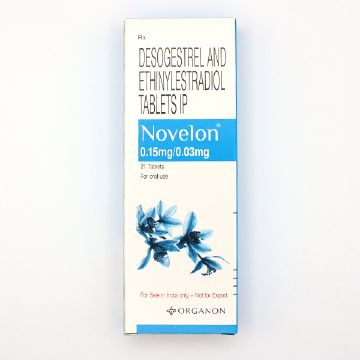 Rx
DESOGESTREL AND
ETHINYLESTRADIOL
TABLETS IP
Novelon®
0.15mg/0.03mg
21 Tablets
For oral use
For Sale in India only – Not for Export
ORGANON